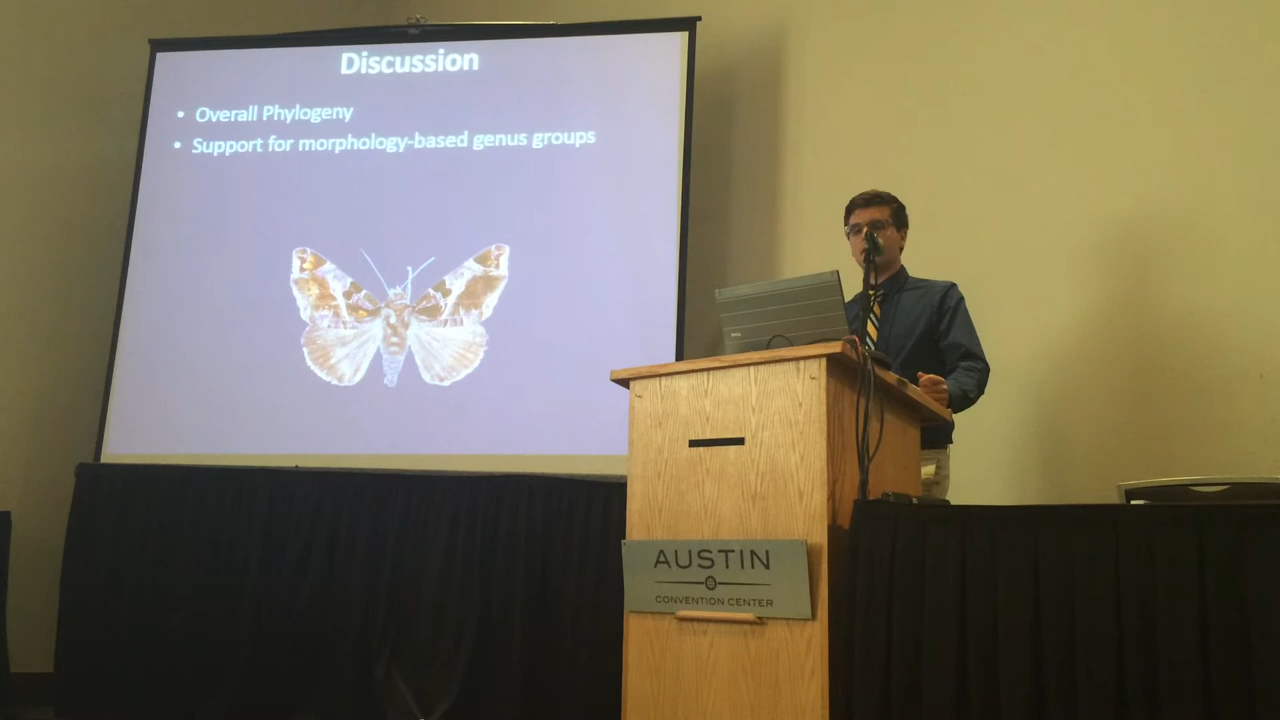 Discussion
• Overall Phylogeny
• Support for morphology-based genus groups
AUSTIN
CONVENTION CENTER